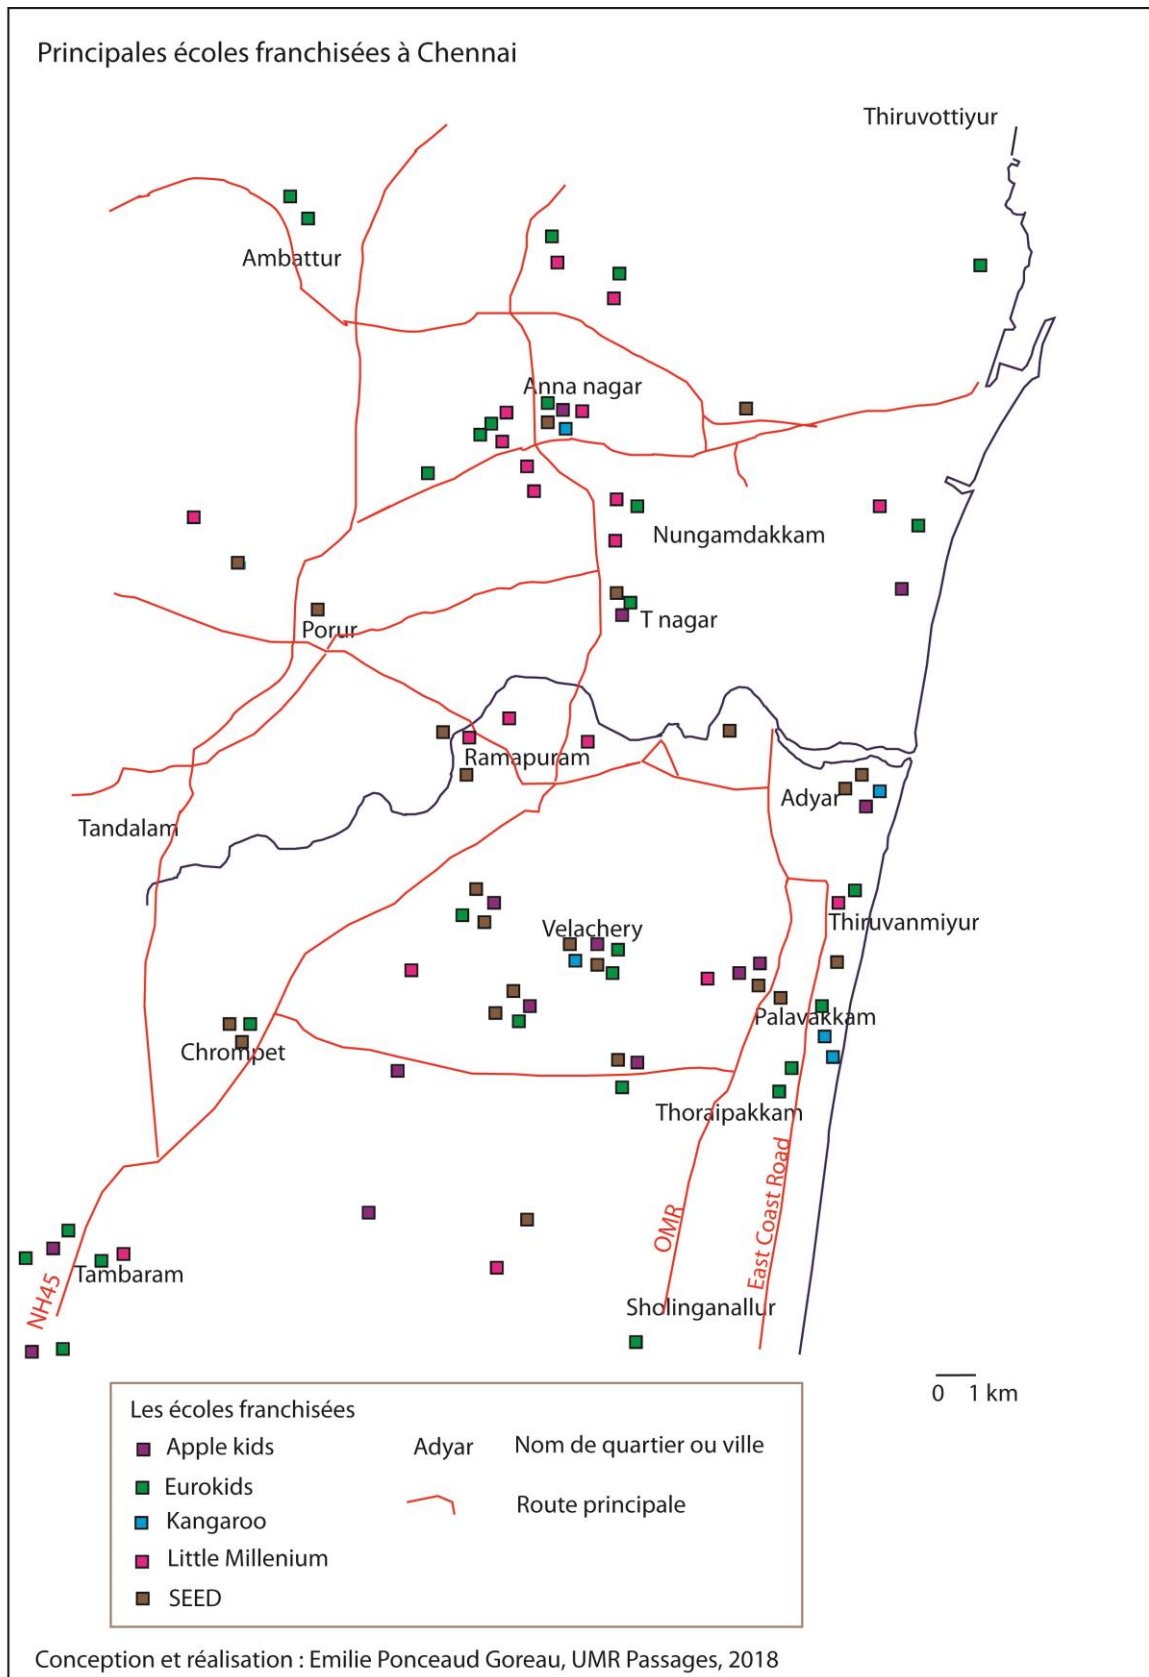 Principales écoles franchisées à Chennai
Thiruvottiyur
Ambattur
Anna nagar
Nungamdakkam
Porur
T nagar
Ramapuram
Adyar
Tandalam
Thiruvanmiyur
Velachery
Palavakkam
Chrompet
Thoraipakkam
East Coast Road
OMR
Tambaram
NH45
Sholinganallur
0 1 km
Les écoles franchisées
Apple kids
Adyar Nom de quartier ou ville
Eurokids
Route principale
Kangaroo
Little Millenium
SEED
Conception et réalisation : Emilie Ponceaud Goreau, UMR Passages, 2018